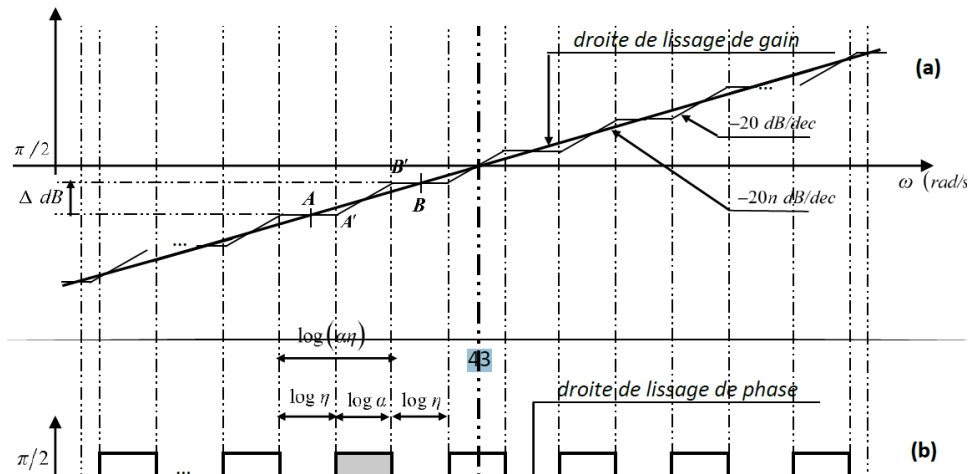 droite de lissage de gain
(a)
−20 dB/dec
π/2
B′
ω (rad/s
Δ dB
A
B
A′
−20n dB/dec
...
...
log(αη)
43
droite de lissage de phase
log η
log α
log η
(b)
π/2
...